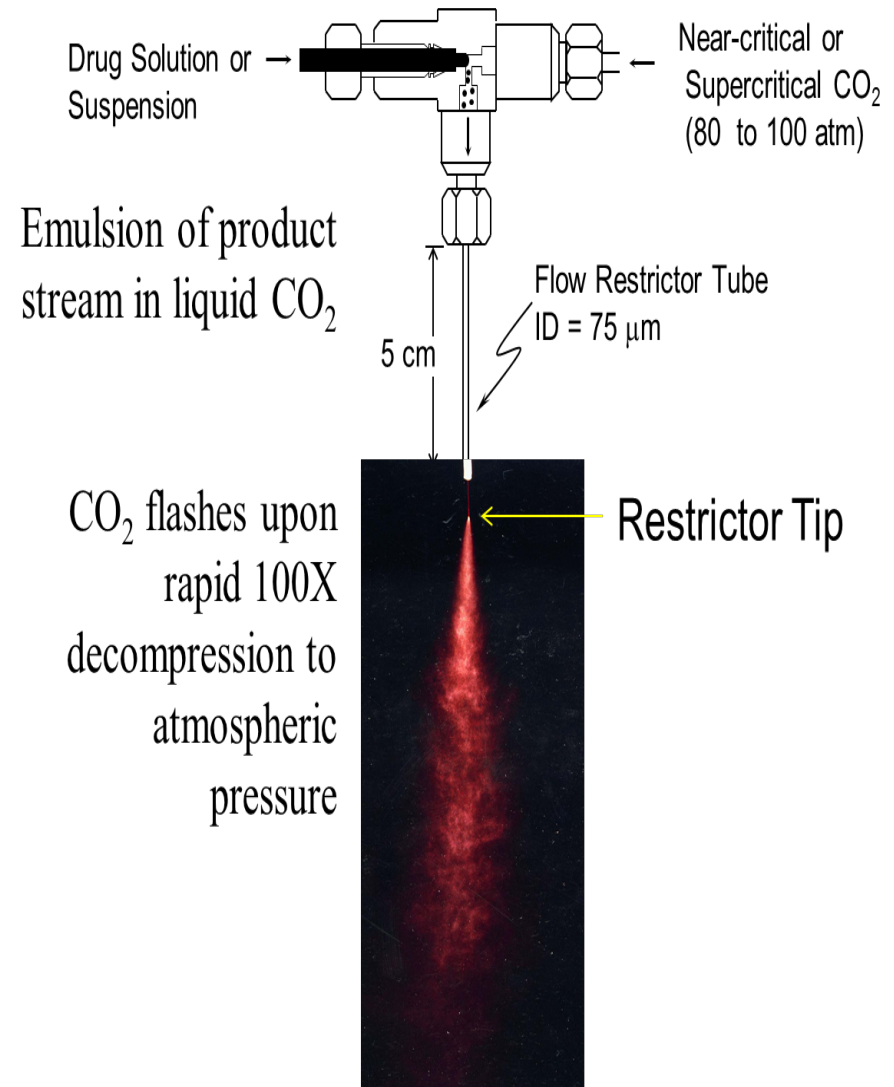 Drug Solution or
Suspension
Near-critical or
Supercritical CO₂
(80 to 100 atm)
Emulsion of product
stream in liquid CO₂
Flow Restrictor Tube
ID = 75 μm
5 cm
CO₂ flashes upon
rapid 100X
decompression to
atmospheric
pressure
Restrictor Tip